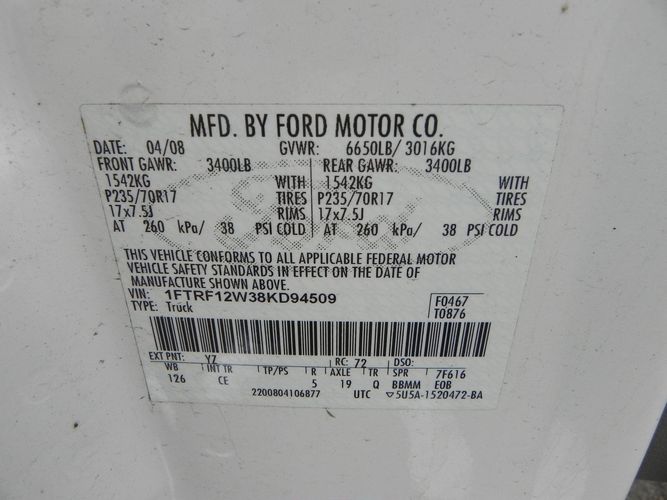 MFD. BY FORD MOTOR CO.
DATE: 04/08 GVWR: 6650LB/ 3016KG
FRONT GAWR: 3400LB REAR GAWR: 3400LB
1542KG WITH 1542KG WITH
P235/70R17 TIRES P235/70R17 TIRES
17x7.5J RIMS 17x7.5J RIMS
AT 260 kPa/ 38 PSI COLD AT 260 kPa/ 38 PSI COLD
THIS VEHICLE CONFORMS TO ALL APPLICABLE FEDERAL MOTOR
VEHICLE SAFETY STANDARDS IN EFFECT ON THE DATE OF
MANUFACTURE SHOWN ABOVE.
VIN: 1FTRF12W38KD94509 F0467
TYPE: Truck T0876
EXT PNT: YZ RC: 72 DSO:
WB INT TR TP/PS R AXLE TR SPR 7F616
126 CE 5 19 Q BBMM EOB
2200804106877 UTC ▽5U5A-1520472-BA